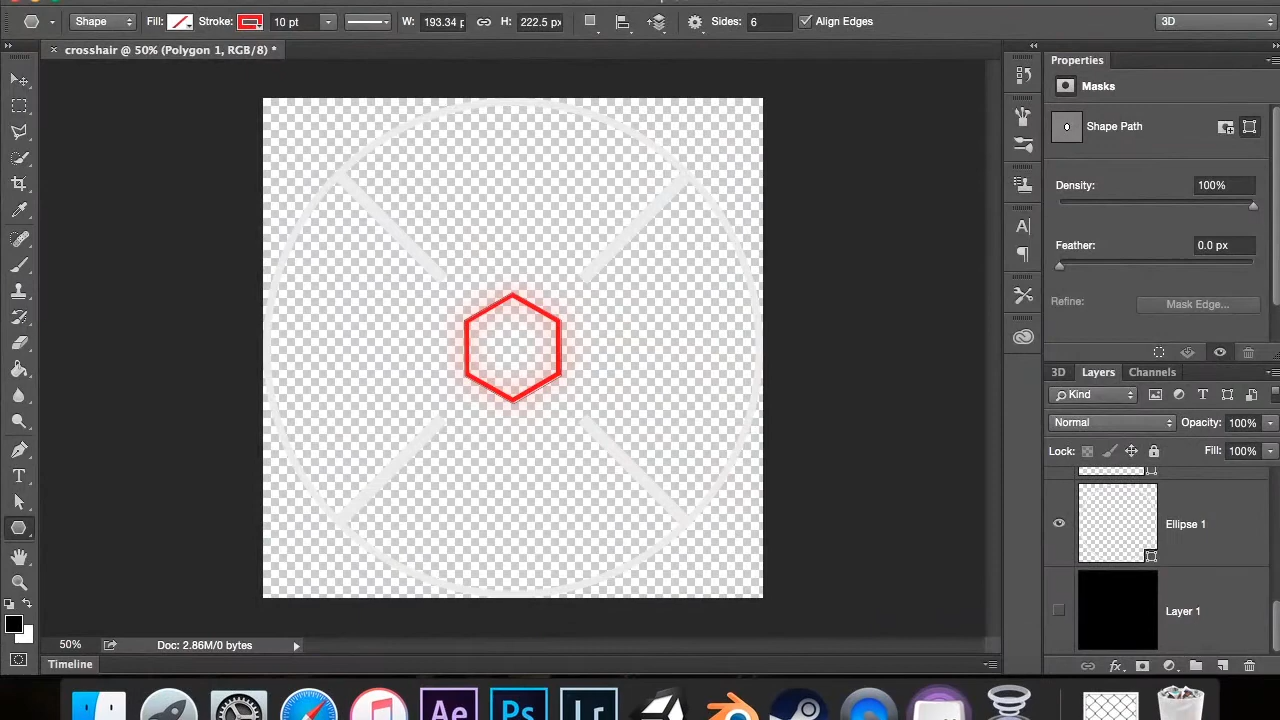 Shape Fill: Stroke: 10 pt W: 193.34 p H: 222.5 px Sides: 6 Align Edges 3D
crosshair @ 50% (Polygon 1, RGB/8) *
Properties
Masks
Shape Path
Density: 100%
Feather: 0.0 px
Refine: Mask Edge...
3D Layers Channels
Kind
Normal Opacity: 100%
Lock: Fill: 100%
Ellipse 1
Layer 1
50% Doc: 2.86M/0 bytes
Timeline
Ae Ps Lr